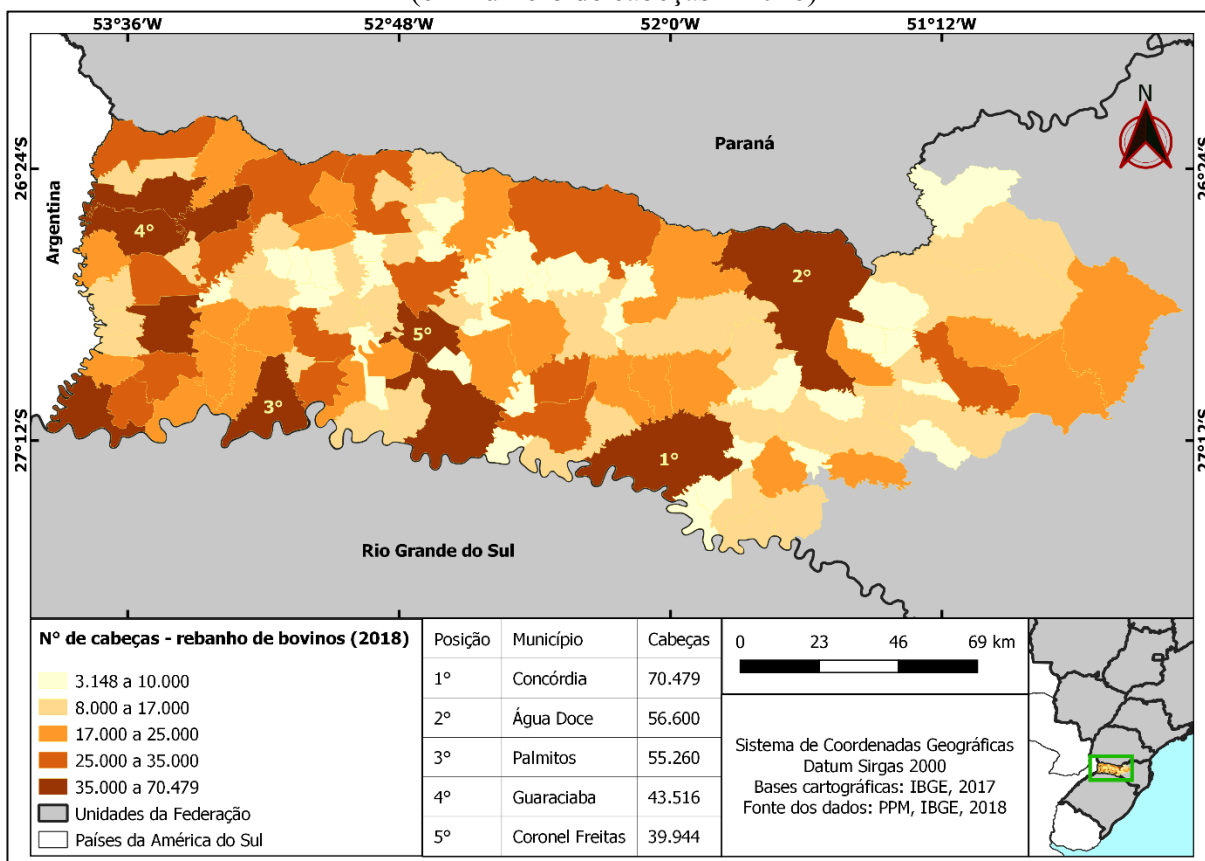 53°36'W 52°48'W 52°0'W 51°12'W
N
Paraná
26°24'S
26°24'S
Argentina
4°
2°
5°
3°
27°12'S
1°
Rio Grande do Sul
N° de cabeças - rebanho de bovinos (2018)
3.148 a 10.000
8.000 a 17.000
17.000 a 25.000
25.000 a 35.000
35.000 a 70.479
Unidades da Federação
Países da América do Sul
Posição Município Cabeças
1° Concórdia 70.479
2° Água Doce 56.600
3° Palmitos 55.260
4° Guaraciaba 43.516
5° Coronel Freitas 39.944
0 23 46 69 km
Sistema de Coordenadas Geográficas
Datum Sirgas 2000
Bases cartográficas: IBGE, 2017
Fonte dos dados: PPM, IBGE, 2018